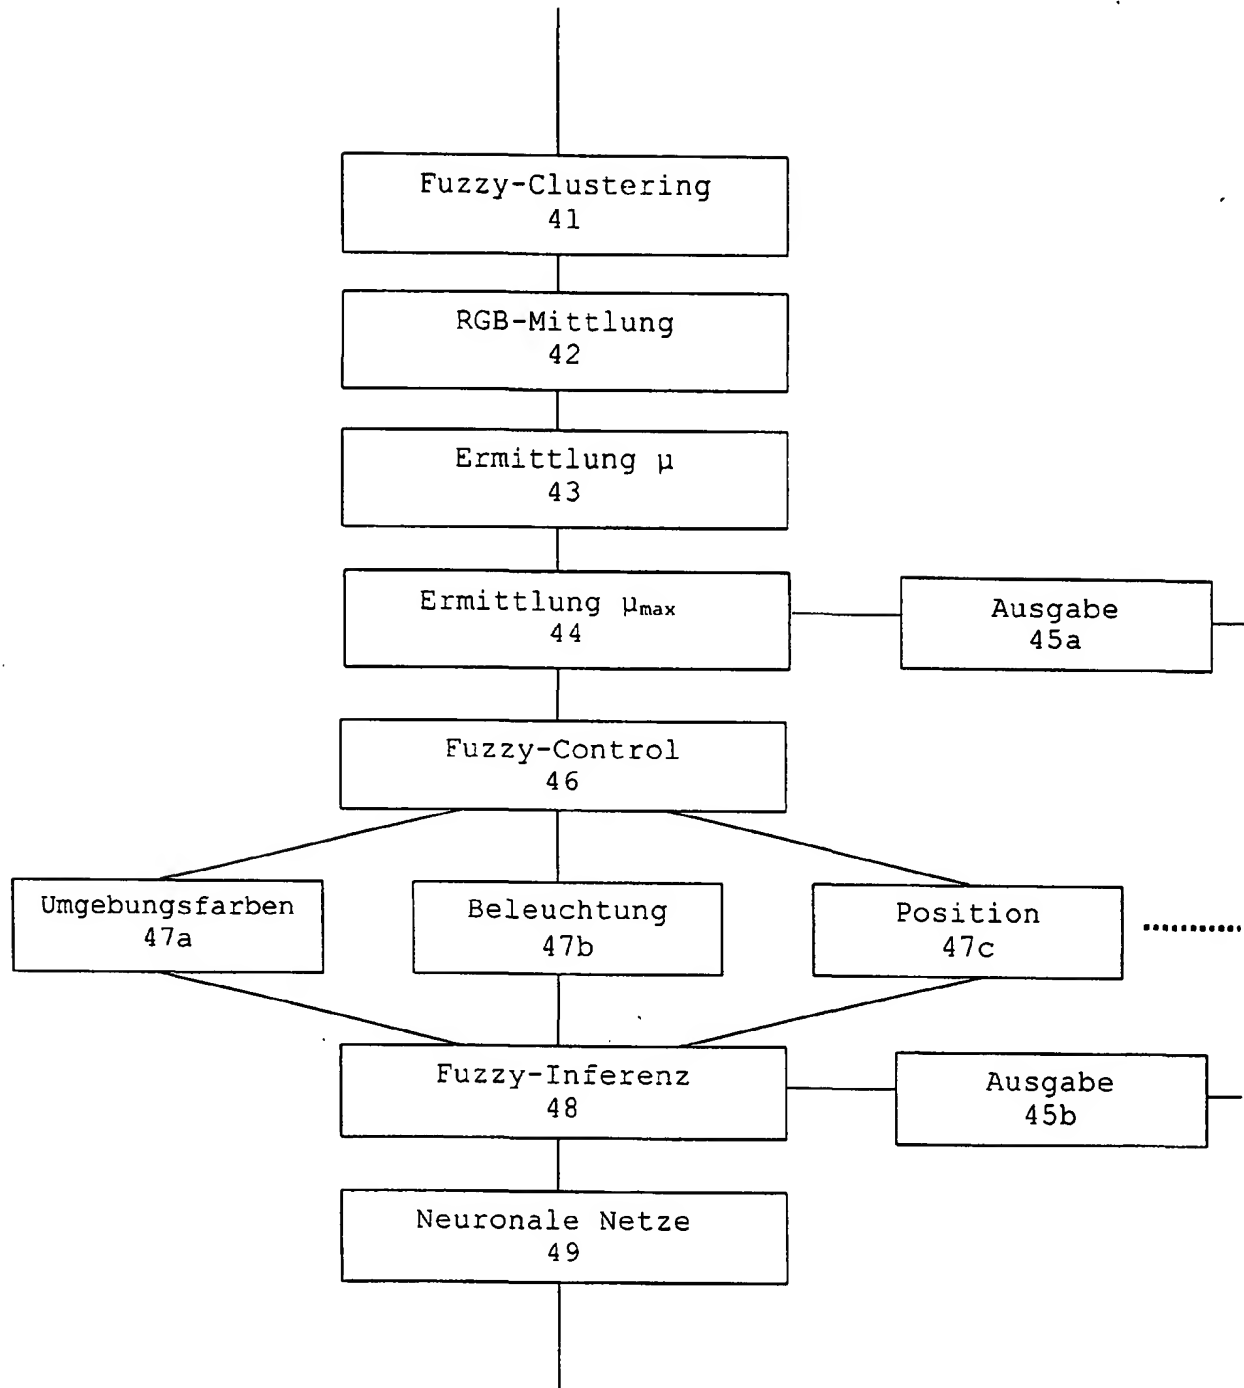 Fuzzy-Clustering
41
RGB-Mittlung
42
Ermittlung µ
43
Ermittlung µmax
44
Ausgabe
45a
Fuzzy-Control
46
Umgebungsfarben
47a
Beleuchtung
47b
Position
47c
Fuzzy-Inferenz
48
Ausgabe
45b
Neuronale Netze
49